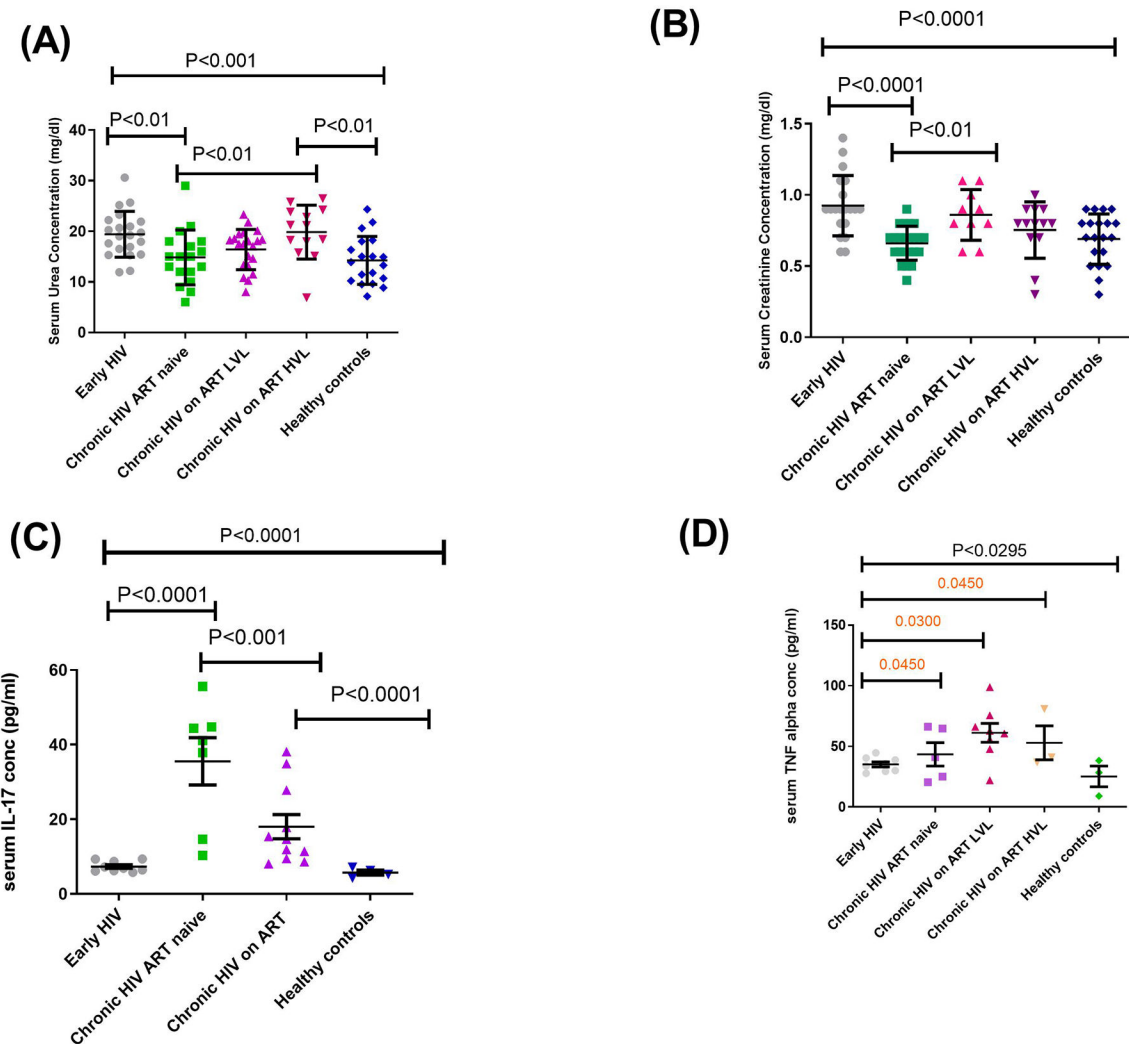 (A)
P<0.001
P<0.01
P<0.01
P<0.01
Serum Urea Concentration (mg/dl)
40
30
20
10
0
Early HIV
Chronic HIV ART naive
Chronic HIV on ART LVL
Chronic HIV on ART HVL
Healthy controls
(B)
P<0.0001
P<0.0001
P<0.01
Serum Creatinine Concentration (mg/dl)
1.5
1.0
0.5
0.0
Early HIV
Chronic HIV ART naive
Chronic HIV on ART LVL
Chronic HIV on ART HVL
Healthy controls
(C)
P<0.0001
P<0.0001
P<0.001
P<0.0001
serum IL-17 conc (pg/ml)
60
40
20
0
Early HIV
Chronic HIV ART naive
Chronic HIV on ART
Healthy controls
(D)
P<0.0295
0.0450
0.0300
0.0450
serum TNF alpha conc (pg/ml)
150
100
50
0
Early HIV
Chronic HIV ART naive
Chronic HIV on ART LVL
Chronic HIV on ART HVL
Healthy controls